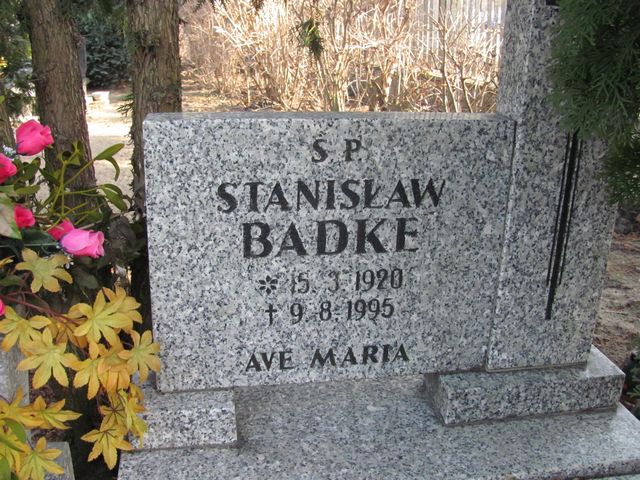 S P
STANISŁAW
BADKE
* 15 3 1920
† 9 8 1995
AVE MARIA